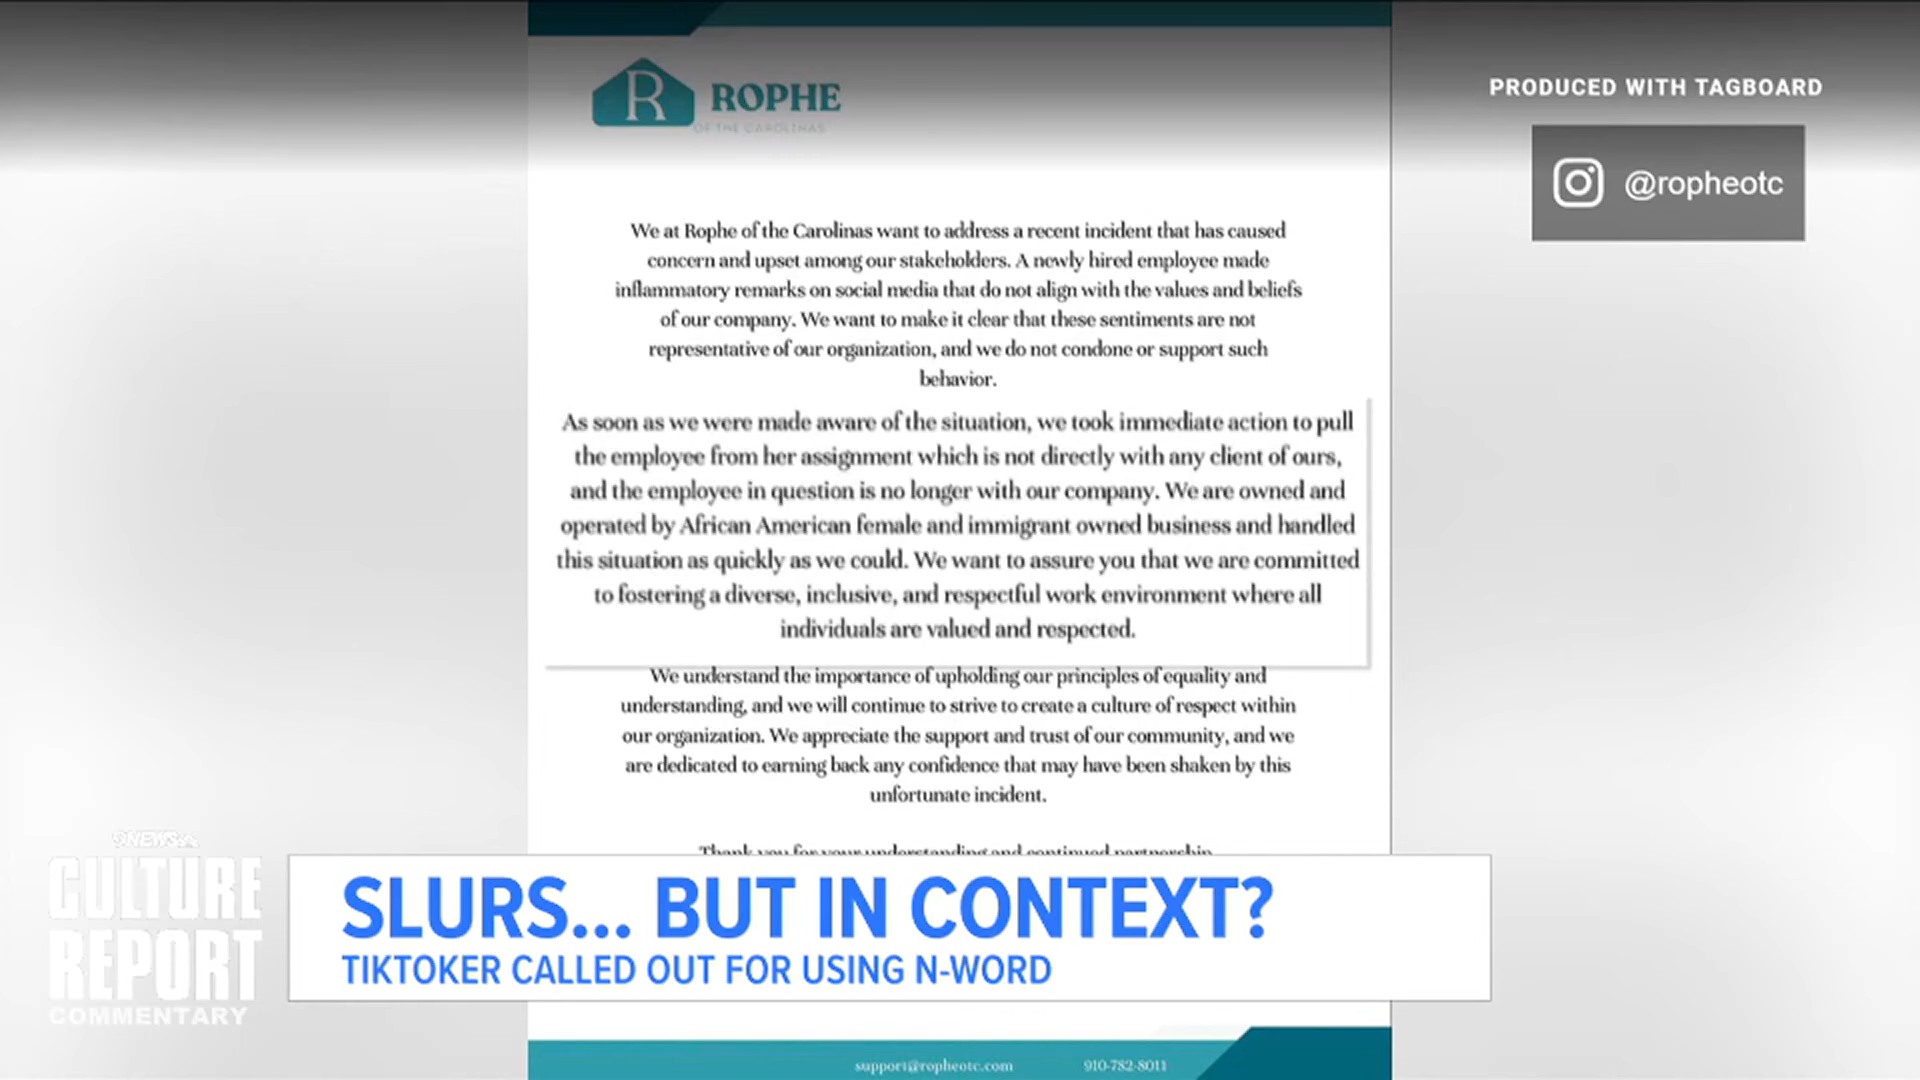 R ROPHE
OF THE CAROLINAS
PRODUCED WITH TAGBOARD
@ropheotc
We at Rophe of the Carolinas want to address a recent incident that has caused
concern and upset among our stakeholders. A newly hired employee made
inflammatory remarks on social media that do not align with the values and beliefs
of our company. We want to make it clear that these sentiments are not
representative of our organization, and we do not condone or support such
behavior.
As soon as we were made aware of the situation, we took immediate action to pull
the employee from her assignment which is not directly with any client of ours,
and the employee in question is no longer with our company. We are owned and
operated by African American female and immigrant owned business and handled
this situation as quickly as we could. We want to assure you that we are committed
to fostering a diverse, inclusive, and respectful work environment where all
individuals are valued and respected.
We understand the importance of upholding our principles of equality and
understanding, and we will continue to strive to create a culture of respect within
our organization. We appreciate the support and trust of our community, and we
are dedicated to earning back any confidence that may have been shaken by this
unfortunate incident.
Thank you for your understanding and continued partnership
9NEWS
CULTURE
REPORT
COMMENTARY
SLURS... BUT IN CONTEXT?
TIKTOKER CALLED OUT FOR USING N-WORD
support@ropheotc.com 910-782-8011